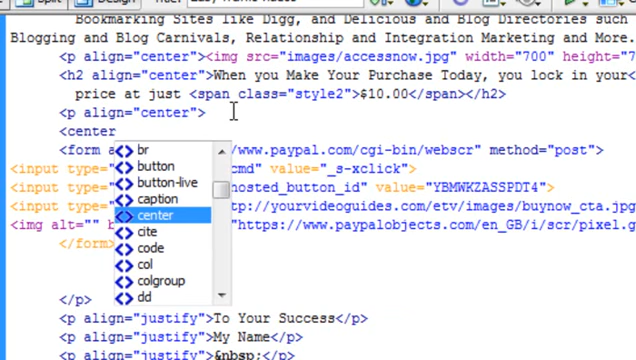 Split Design
Bookmarking Sites like Digg, and Delicious and Blog Directories such
Blogging and Blog Carnivals, Relationship and Integration Marketing and More.
<p align="center"><img src="images/accessnow.jpg" width="700" height="7
<h2 align="center">When you Make Your Purchase Today, you lock in your<
price at just <span class="style2">$10.00</span></h2>
<p align="center">
<center
<form a //www.paypal.com/cgi-bin/webscr" method="post">
<input type= cmd" value="_s-xclick">
<input type= hosted_button_id" value="YBMWKZASSPDT4">
<input type= tp://yourvideoguides.com/etv/images/buynow_cta.jpg
<img alt="" b "https://www.paypalobjects.com/en_GB/i/scr/pixel.g
</form>
br
button
button-live
caption
center
cite
code
col
colgroup
dd
</p>
<p align="justify">To Your Success</p>
<p align="justify">My Name</p>
<p align="justify">&nbsp;</p>